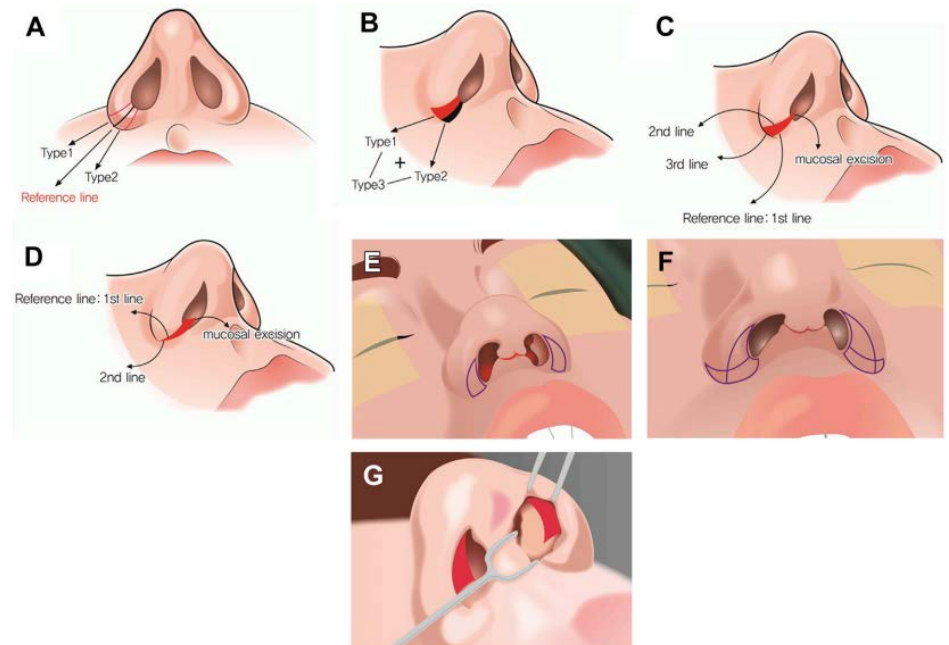 A
Type1
Type2
Reference line
B
Type1
+
Type3
Type2
C
2nd line
3rd line
mucosal excision
Reference line: 1st line
D
Reference line: 1st line
mucosal excision
2nd line
E
F
G